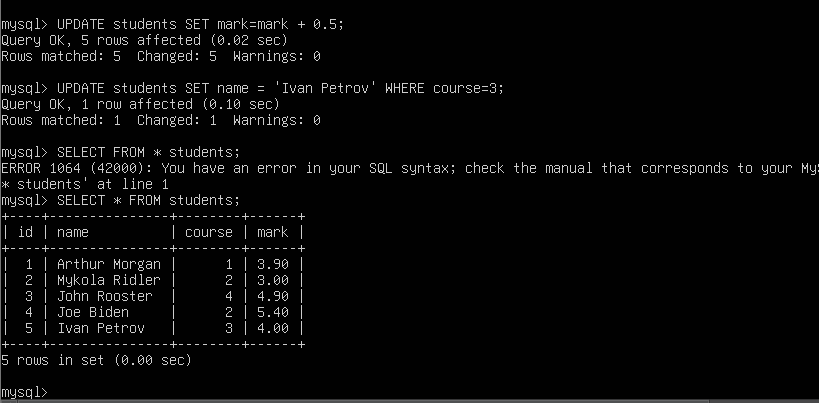 mysql> UPDATE students SET mark=mark + 0.5;
Query OK, 5 rows affected (0.02 sec)
Rows matched: 5  Changed: 5  Warnings: 0
mysql> UPDATE students SET name = 'Ivan Petrov' WHERE course=3;
Query OK, 1 row affected (0.10 sec)
Rows matched: 1  Changed: 1  Warnings: 0
mysql> SELECT FROM * students;
ERROR 1064 (42000): You have an error in your SQL syntax; check the manual that corresponds to your MyS
* students' at line 1
mysql> SELECT * FROM students;
+----+---------------+--------+------+
| id | name          | course | mark |
+----+---------------+--------+------+
|  1 | Arthur Morgan |      1 | 3.90 |
|  2 | Mykola Ridler |      2 | 3.00 |
|  3 | John Rooster  |      4 | 4.90 |
|  4 | Joe Biden     |      2 | 5.40 |
|  5 | Ivan Petrov   |      3 | 4.00 |
+----+---------------+--------+------+
5 rows in set (0.00 sec)
mysql>